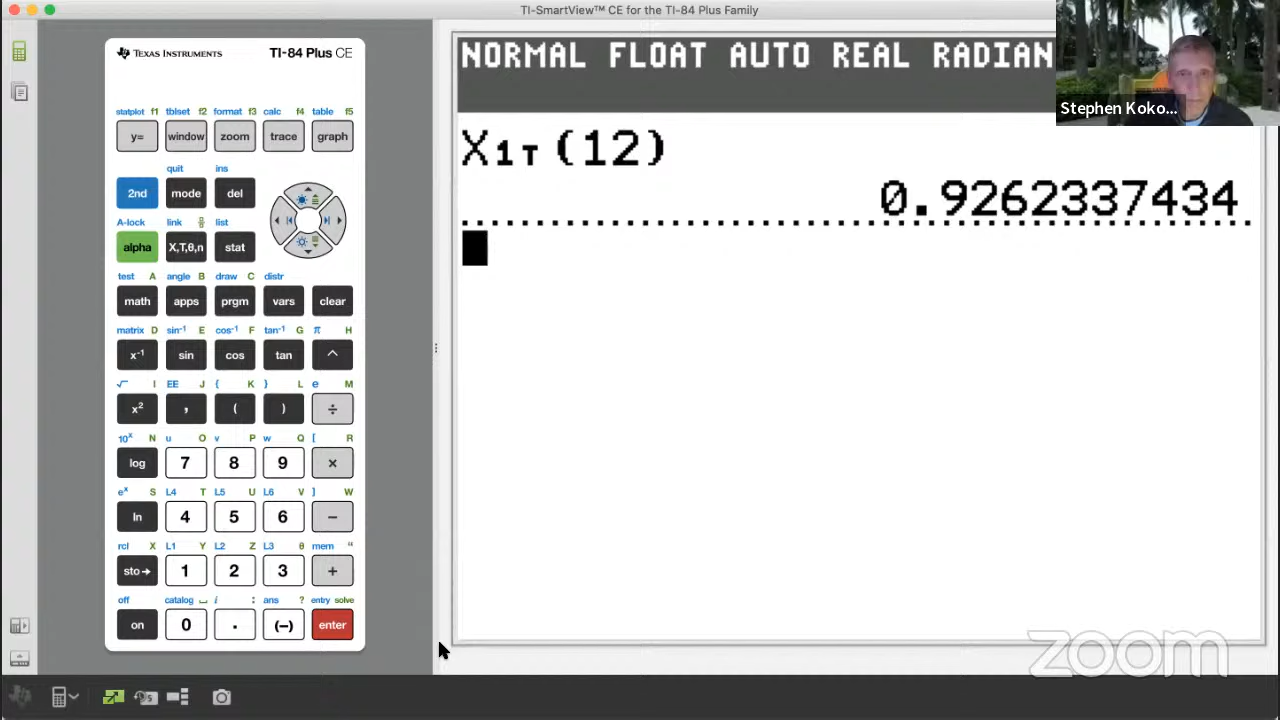 TI-SmartView™ CE for the TI-84 Plus Family
TEXAS INSTRUMENTS TI-84 Plus CE
statplot f1 tblset f2 format f3 calc f4 table f5
y= window zoom trace graph
quit ins
2nd mode del
A-lock link list
alpha X,T,θ,n stat
test A angle B draw C distr
math apps prgm vars clear
matrix D sin⁻¹ E cos⁻¹ F tan⁻¹ G π H
x⁻¹ sin cos tan ^
√ I EE J { K } L e M
x² , ( ) ÷
10ˣ N u O v P w Q [ R
log 7 8 9 ×
eˣ S L4 T L5 U L6 V ] W
ln 4 5 6 −
rcl X L1 Y L2 Z L3 θ mem "
sto→ 1 2 3 +
off catalog i : ans ? entry solve
on 0 . (−) enter
NORMAL FLOAT AUTO REAL RADIAN
X₁ᴛ(12)
0.9262337434
Stephen Koko...
zoom